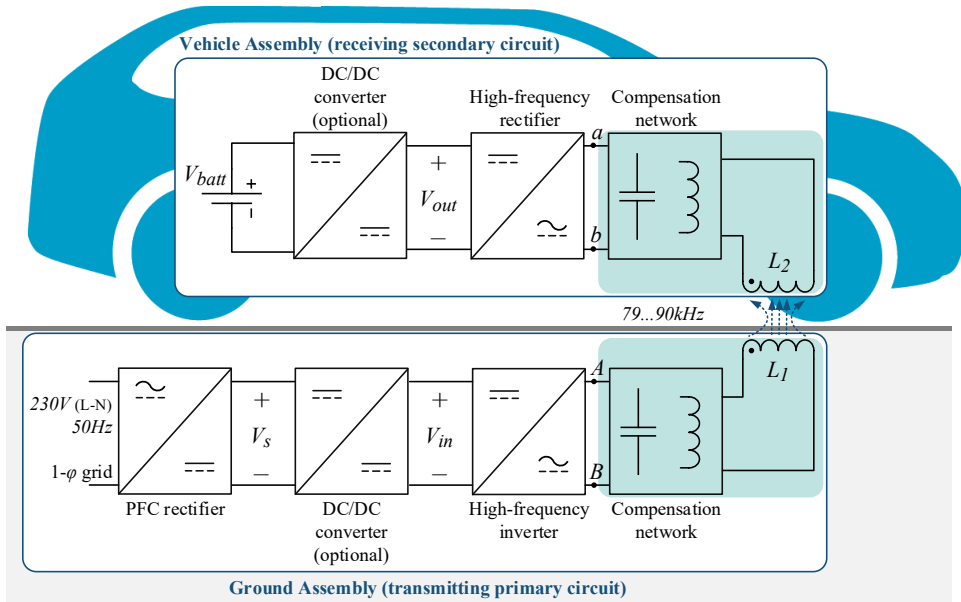 Vehicle Assembly (receiving secondary circuit)
DC/DC
converter
(optional)
High-frequency
rectifier
Compensation
network
a
V_batt
+
+
V_out
−
b
−
L_2
79...90kHz
L_1
A
230V (L-N)
50Hz
+
V_s
−
+
V_in
−
1-φ grid
B
PFC rectifier
DC/DC
converter
(optional)
High-frequency
inverter
Compensation
network
Ground Assembly (transmitting primary circuit)